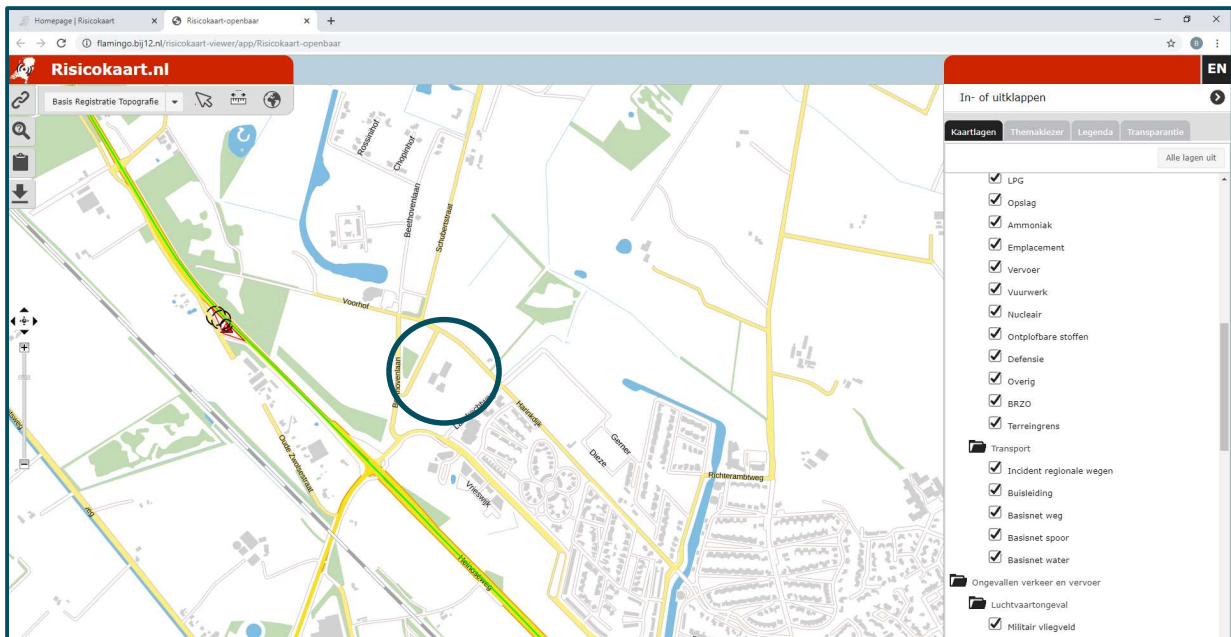 Homepage | Risicokaart
Risicokaart-openbaar
flamingo.bij12.nl/risicokaart-viewer/app/Risicokaart-openbaar
B
Risicokaart.nl
EN
Basis Registratie Topografie
In- of uitklappen
Kaartlagen Themakiezer Legenda Transparantie
Alle lagen uit
LPG
Opslag
Ammoniak
Emplacement
Vervoer
Vuurwerk
Nucleair
Ontplofbare stoffen
Defensie
Overig
BRZO
Terreingrens
Transport
Incident regionale wegen
Buisleiding
Basisnet weg
Basisnet spoor
Basisnet water
Ongevallen verkeer en vervoer
Luchtvaartongeval
Militair vliegveld
Rossinihof
Chopinhof
Beethovenlaan
Schubertstraat
Voorhof
Beethovenlaan
Harinkdijk
Gerner
Dieze
Vrieswijk
Oude Zwolsestraat
Richterambtweg
Heinoseweg